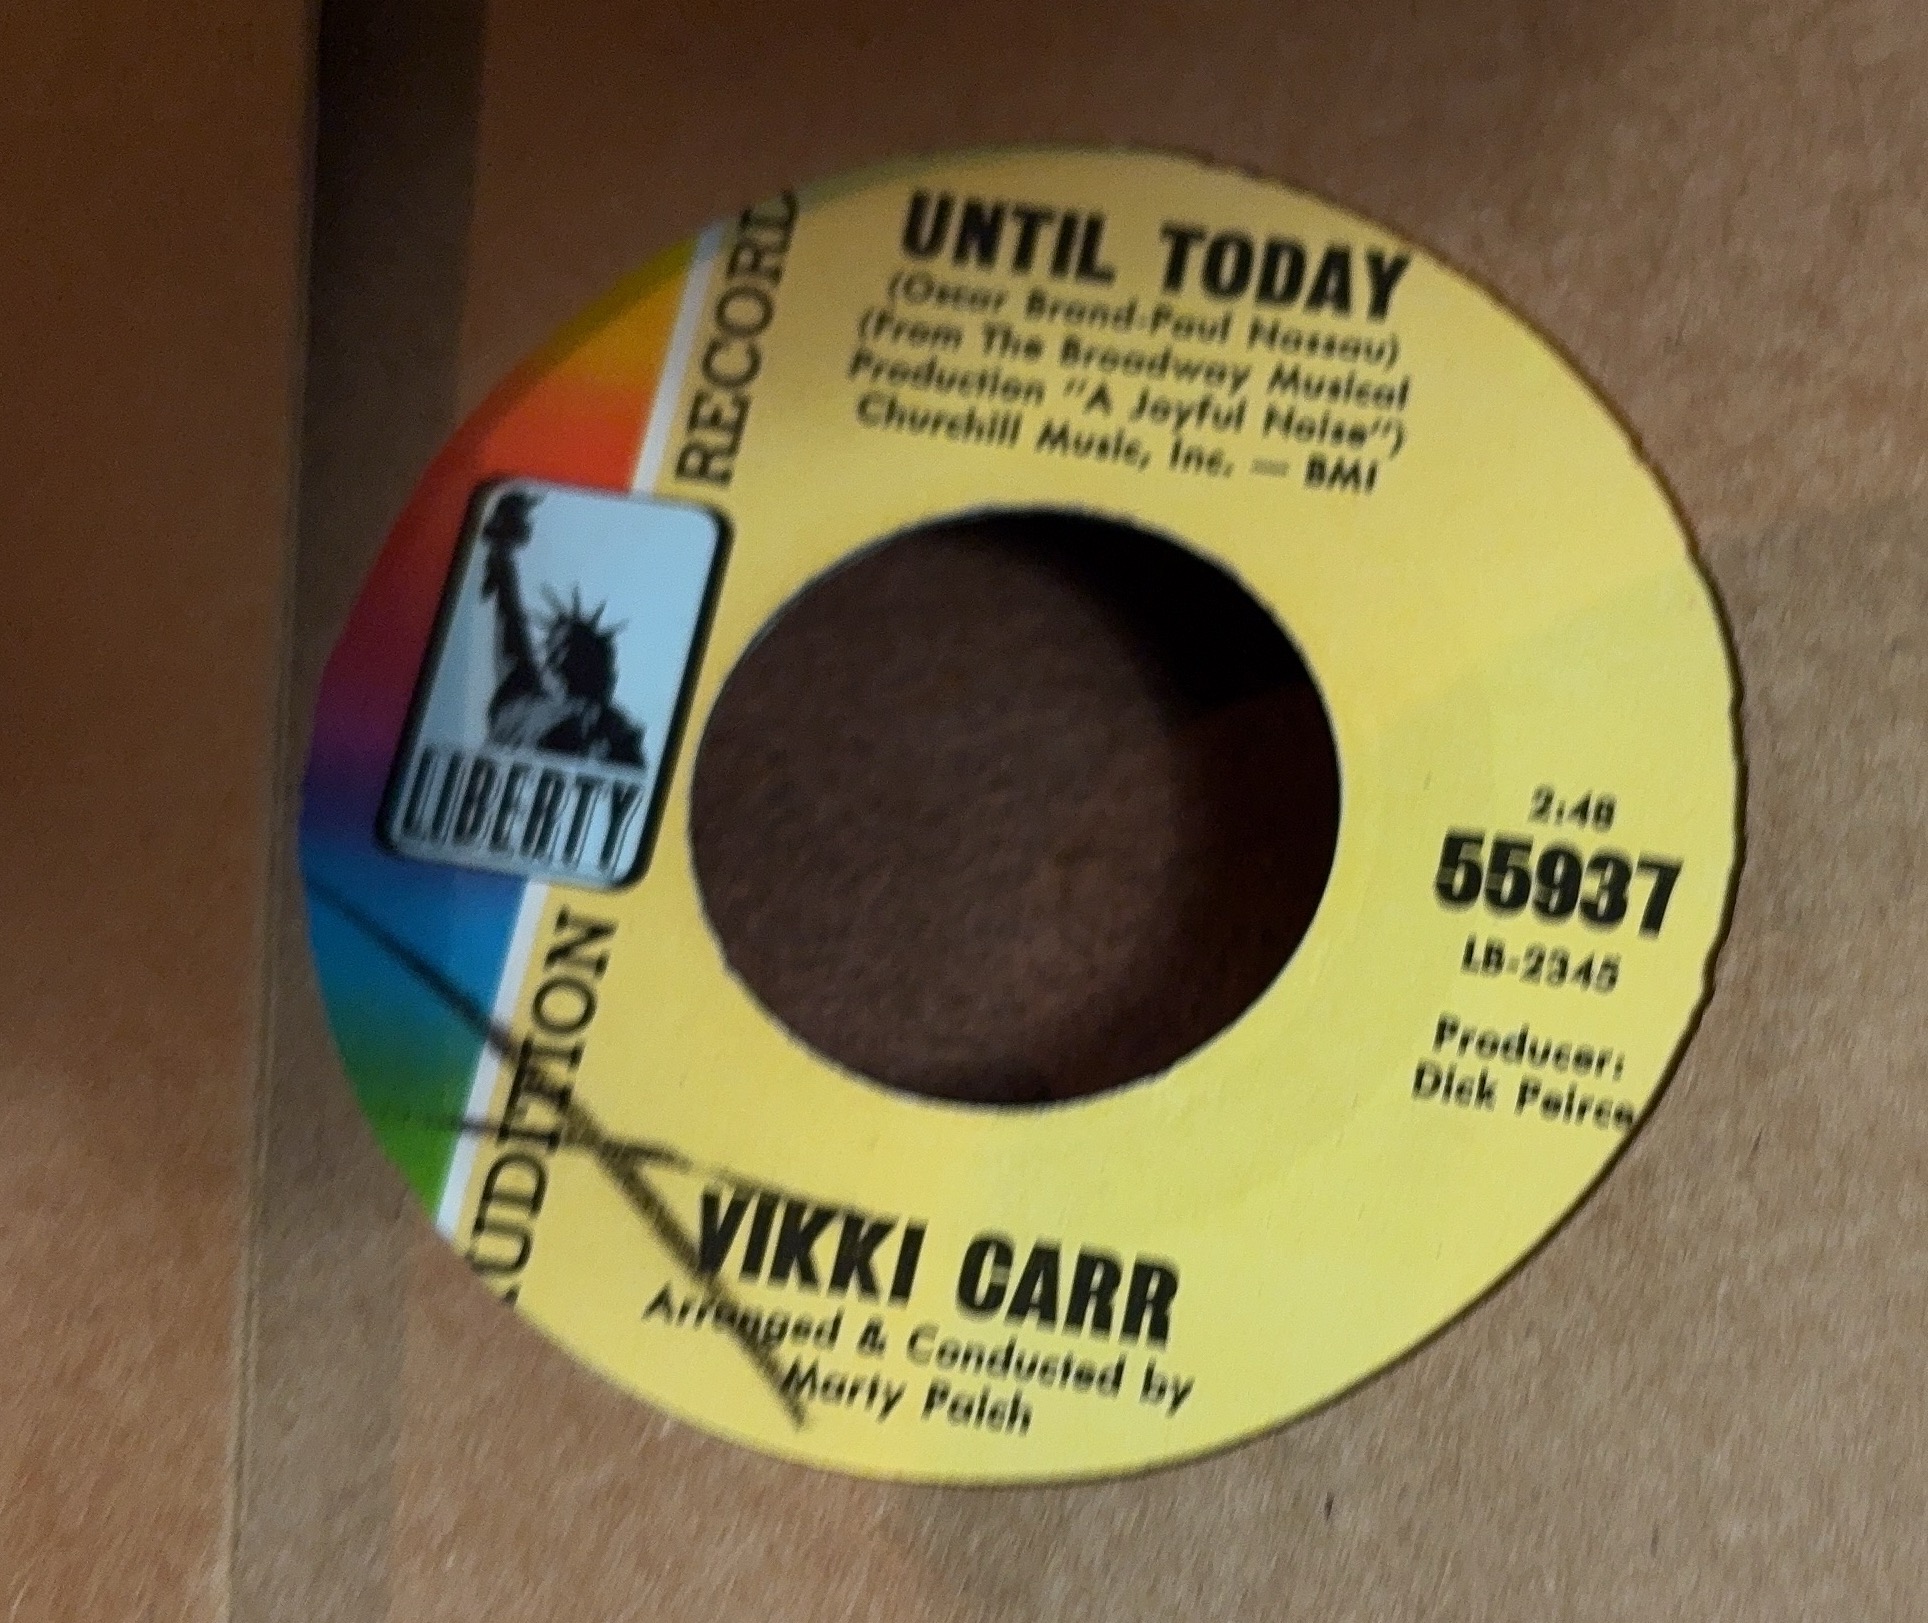 UNTIL TODAY
(Oscar Brand-Paul Nassau)
(From The Broadway Musical
Production "A Joyful Noise")
Churchill Music, Inc. — BMI
AUDITION RECORD
LIBERTY
2:48
55937
LB-2345
Producer:
Dick Peirce
VIKKI CARR
Arranged & Conducted by
Marty Paich